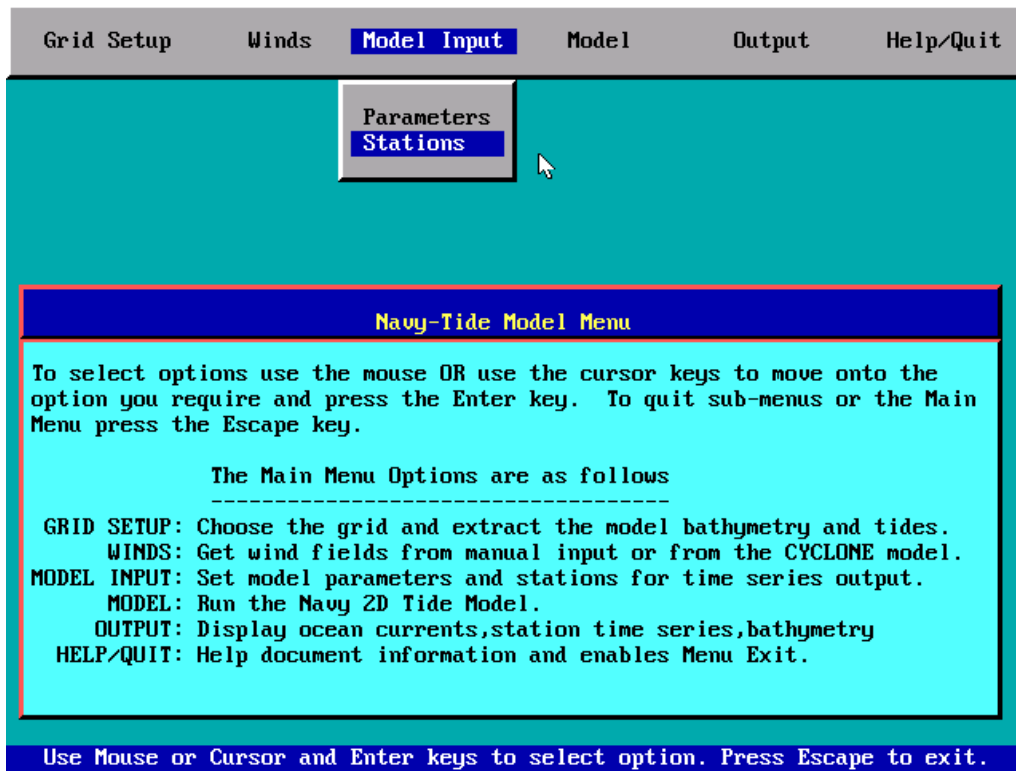 Grid Setup Winds Model Input Model Output Help/Quit
Parameters
Stations
Navy-Tide Model Menu
To select options use the mouse OR use the cursor keys to move onto the
option you require and press the Enter key. To quit sub-menus or the Main
Menu press the Escape key.
The Main Menu Options are as follows
------------------------------------
GRID SETUP: Choose the grid and extract the model bathymetry and tides.
WINDS: Get wind fields from manual input or from the CYCLONE model.
MODEL INPUT: Set model parameters and stations for time series output.
MODEL: Run the Navy 2D Tide Model.
OUTPUT: Display ocean currents,station time series,bathymetry
HELP/QUIT: Help document information and enables Menu Exit.
Use Mouse or Cursor and Enter keys to select option. Press Escape to exit.